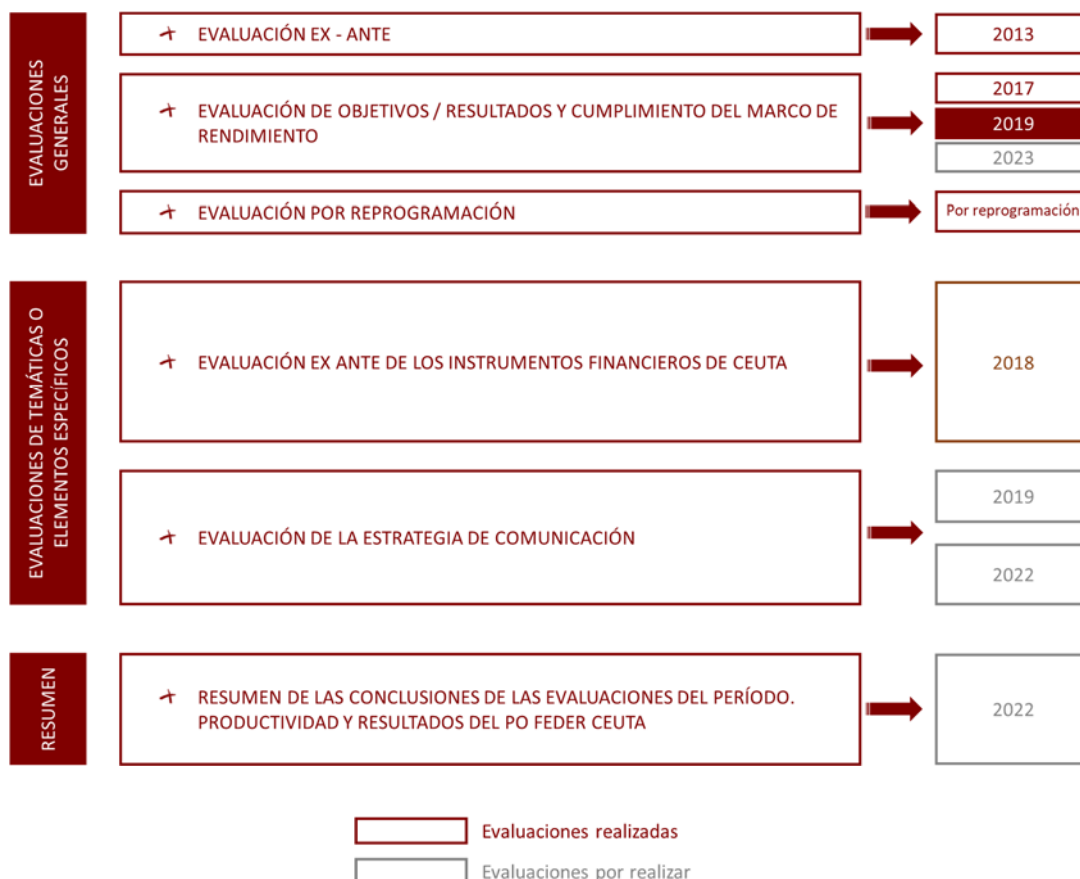 EVALUACIONES
GENERALES
+ EVALUACIÓN EX - ANTE
2013
+ EVALUACIÓN DE OBJETIVOS / RESULTADOS Y CUMPLIMIENTO DEL MARCO DE
RENDIMIENTO
2017
2019
2023
+ EVALUACIÓN POR REPROGRAMACIÓN
Por reprogramación
EVALUACIONES DE TEMÁTICAS O
ELEMENTOS ESPECÍFICOS
+ EVALUACIÓN EX ANTE DE LOS INSTRUMENTOS FINANCIEROS DE CEUTA
2018
+ EVALUACIÓN DE LA ESTRATEGIA DE COMUNICACIÓN
2019
2022
RESUMEN
+ RESUMEN DE LAS CONCLUSIONES DE LAS EVALUACIONES DEL PERÍODO.
PRODUCTIVIDAD Y RESULTADOS DEL PO FEDER CEUTA
2022
Evaluaciones realizadas
Evaluaciones por realizar